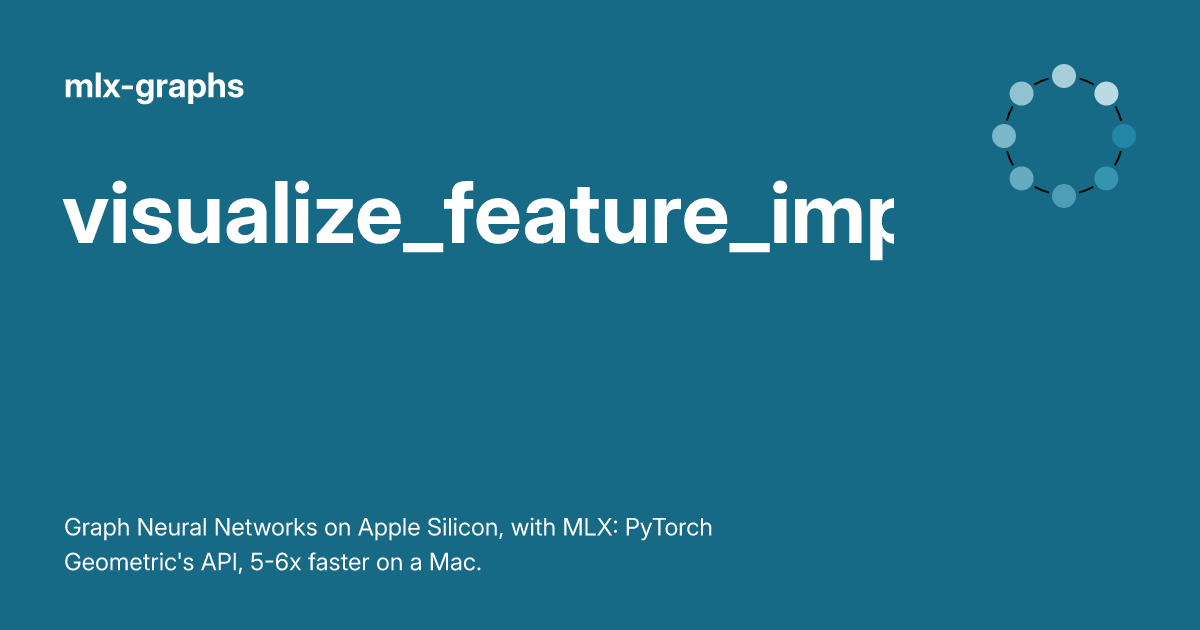 mlx-graphs
visualize_feature_imp
Graph Neural Networks on Apple Silicon, with MLX: PyTorch
Geometric's API, 5-6x faster on a Mac.